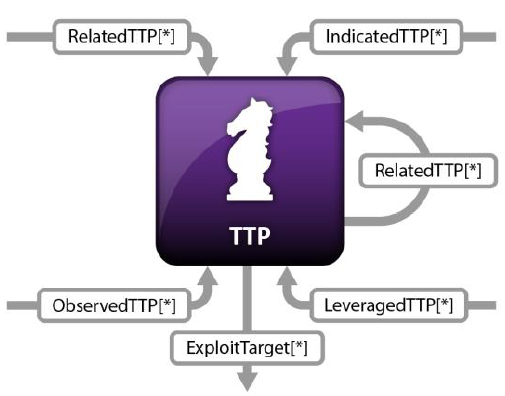 RelatedTTP[*]
IndicatedTTP[*]
RelatedTTP[*]
TTP
ObservedTTP[*]
LeveragedTTP[*]
ExploitTarget[*]